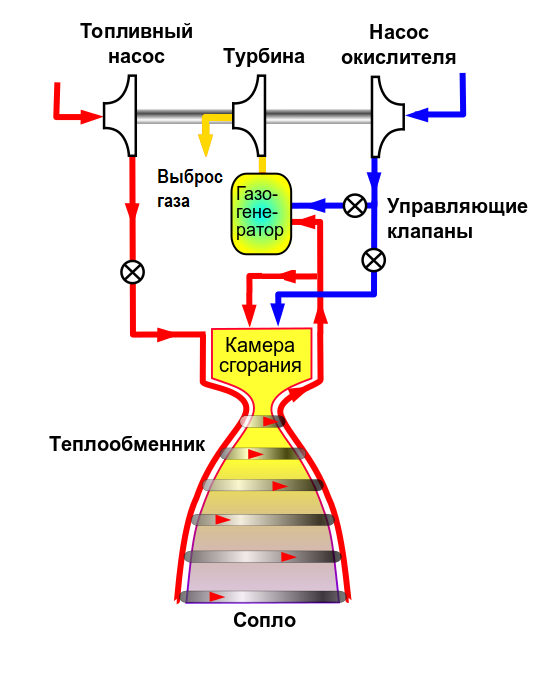 Топливный
насос
Турбина
Насос
окислителя
Выброс
газа
Газо-
гене-
ратор
Управляющие
клапаны
Камера
сгорания
Теплообменник
Сопло